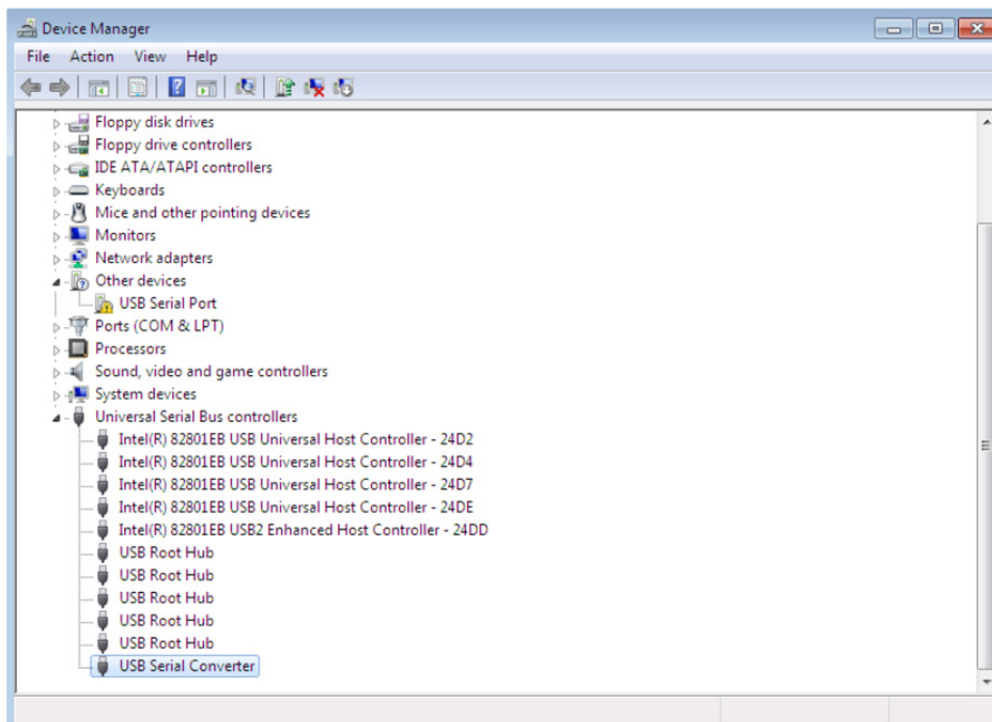 Device Manager
File Action View Help
Floppy disk drives
Floppy drive controllers
IDE ATA/ATAPI controllers
Keyboards
Mice and other pointing devices
Monitors
Network adapters
Other devices
USB Serial Port
Ports (COM & LPT)
Processors
Sound, video and game controllers
System devices
Universal Serial Bus controllers
Intel(R) 82801EB USB Universal Host Controller - 24D2
Intel(R) 82801EB USB Universal Host Controller - 24D4
Intel(R) 82801EB USB Universal Host Controller - 24D7
Intel(R) 82801EB USB Universal Host Controller - 24DE
Intel(R) 82801EB USB2 Enhanced Host Controller - 24DD
USB Root Hub
USB Root Hub
USB Root Hub
USB Root Hub
USB Root Hub
USB Serial Converter